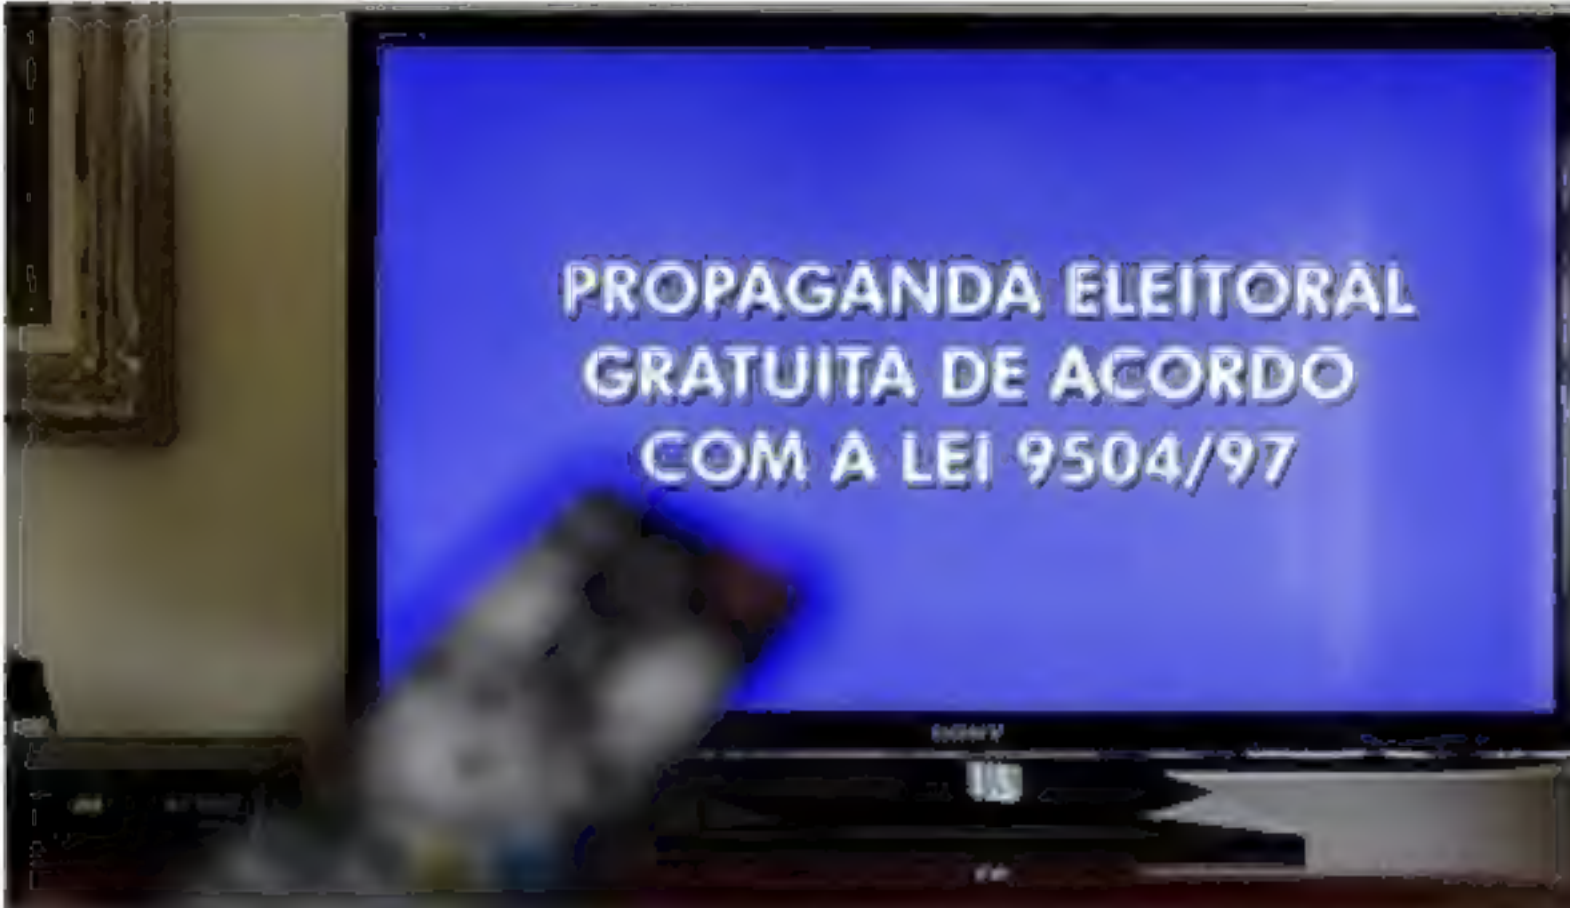 PROPAGANDA ELEITORAL
GRATUITA DE ACORDO
COM A LEI 9504/97